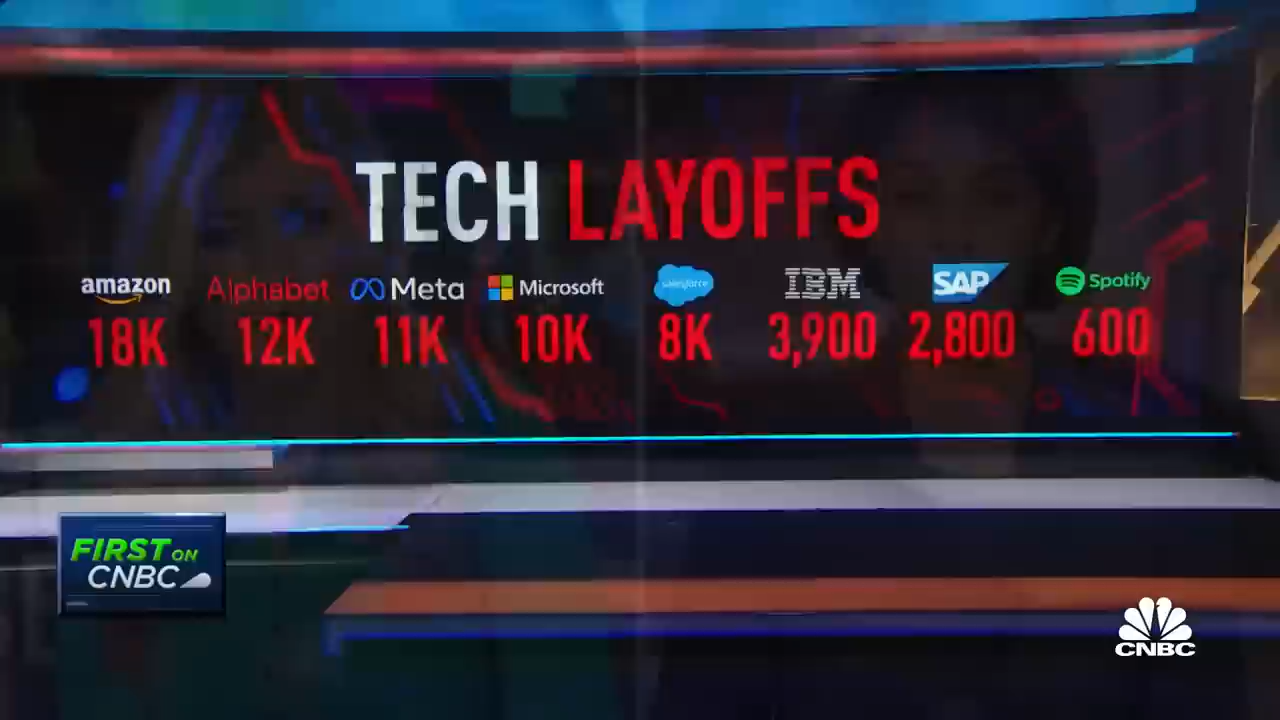 TECH LAYOFFS
amazon Alphabet Meta Microsoft salesforce IBM SAP Spotify
18K 12K 11K 10K 8K 3,900 2,800 600
FIRST ON
CNBC
CNBC